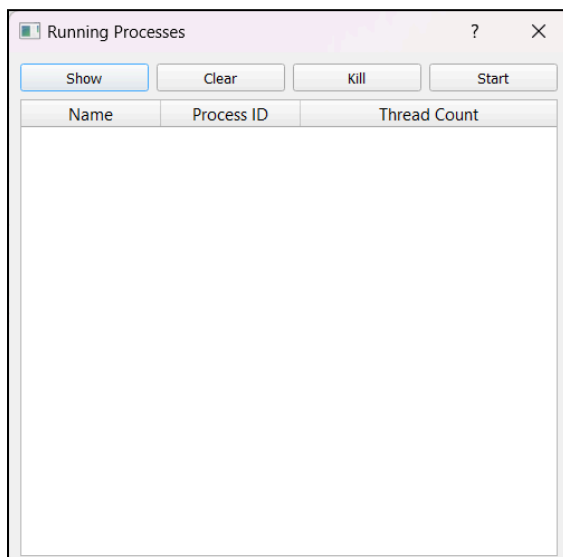 Running Processes ?
Show Clear Kill Start
Name Process ID Thread Count